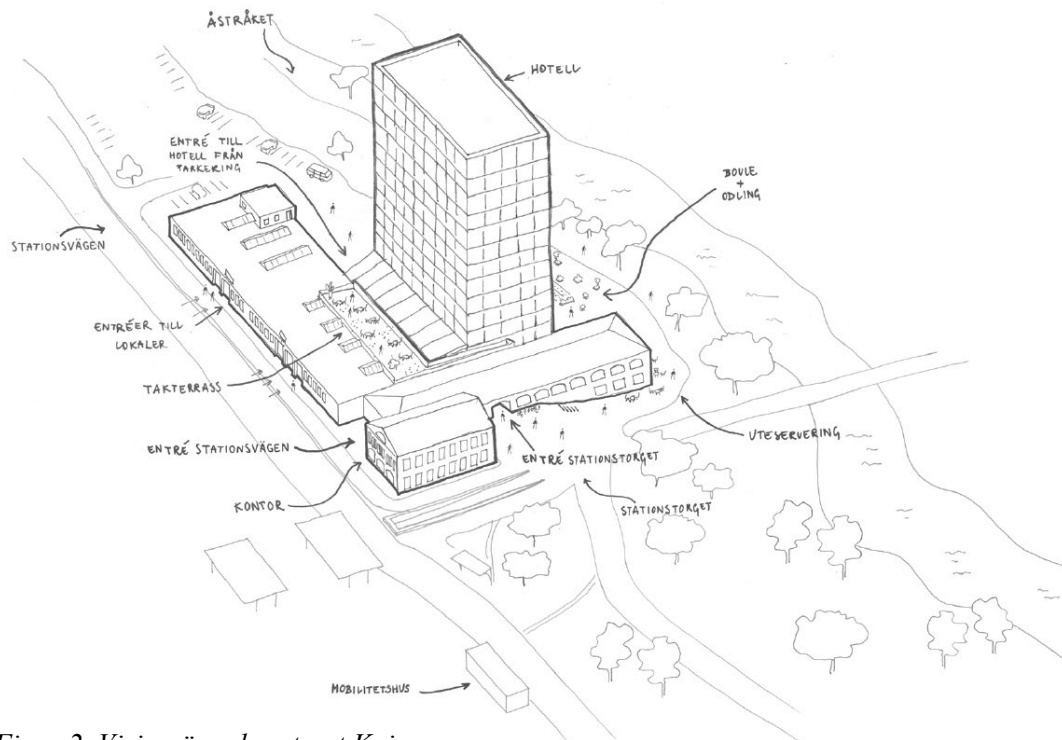 ÅSTRÅKET
HOTELL
ENTRÉ TILL
HOTELL FRÅN
PARKERING
BOULE
+
ODLING
STATIONSVÄGEN
ENTRÉER TILL
LOKALER
TAKTERRASS
UTESERVERING
ENTRÉ STATIONSVÄGEN
ENTRÉ STATIONSTORGET
KONTOR
STATIONSTORGET
MOBILITETSHUS